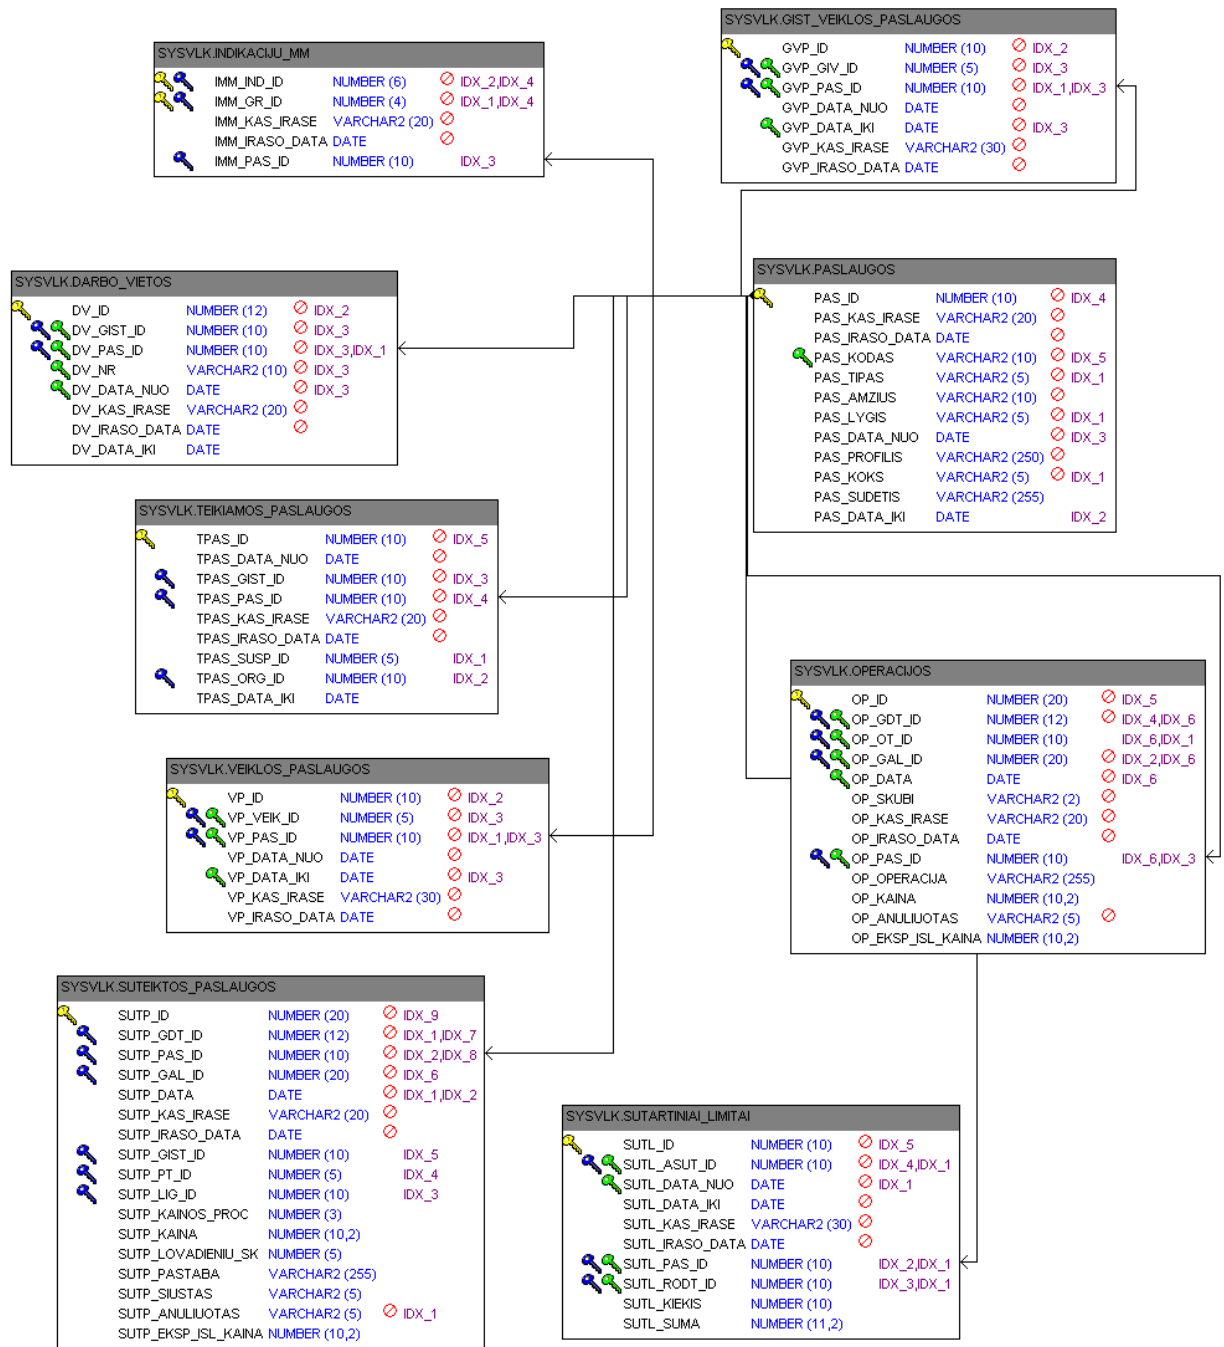 SYSVLK.GIST_VEIKLOS_PASLAUGOS
GVP_ID NUMBER (10) IDX_2
GVP_GIV_ID NUMBER (5) IDX_3
GVP_PAS_ID NUMBER (10) IDX_1,IDX_3
GVP_DATA_NUO DATE
GVP_DATA_IKI DATE IDX_3
GVP_KAS_IRASE VARCHAR2 (30)
GVP_IRASO_DATA DATE
SYSVLK.INDIKACIJU_MM
IMM_IND_ID NUMBER (6) IDX_2,IDX_4
IMM_GR_ID NUMBER (4) IDX_1,IDX_4
IMM_KAS_IRASE VARCHAR2 (20)
IMM_IRASO_DATA DATE
IMM_PAS_ID NUMBER (10) IDX_3
SYSVLK.DARBO_VIETOS
DV_ID NUMBER (12) IDX_2
DV_GIST_ID NUMBER (10) IDX_3
DV_PAS_ID NUMBER (10) IDX_3,IDX_1
DV_NR VARCHAR2 (10) IDX_3
DV_DATA_NUO DATE IDX_3
DV_KAS_IRASE VARCHAR2 (20)
DV_IRASO_DATA DATE
DV_DATA_IKI DATE
SYSVLK.PASLAUGOS
PAS_ID NUMBER (10) IDX_4
PAS_KAS_IRASE VARCHAR2 (20)
PAS_IRASO_DATA DATE
PAS_KODAS VARCHAR2 (10) IDX_5
PAS_TIPAS VARCHAR2 (5) IDX_1
PAS_AMZIUS VARCHAR2 (10)
PAS_LYGIS VARCHAR2 (5) IDX_1
PAS_DATA_NUO DATE IDX_3
PAS_PROFILIS VARCHAR2 (250)
PAS_KOKS VARCHAR2 (5) IDX_1
PAS_SUDETIS VARCHAR2 (255)
PAS_DATA_IKI DATE IDX_2
SYSVLK.TEIKIAMOS_PASLAUGOS
TPAS_ID NUMBER (10) IDX_5
TPAS_DATA_NUO DATE
TPAS_GIST_ID NUMBER (10) IDX_3
TPAS_PAS_ID NUMBER (10) IDX_4
TPAS_KAS_IRASE VARCHAR2 (20)
TPAS_IRASO_DATA DATE
TPAS_SUSP_ID NUMBER (5) IDX_1
TPAS_ORG_ID NUMBER (10) IDX_2
TPAS_DATA_IKI DATE
SYSVLK.OPERACIJOS
OP_ID NUMBER (20) IDX_5
OP_GDT_ID NUMBER (12) IDX_4,IDX_6
OP_OT_ID NUMBER (10) IDX_6,IDX_1
OP_GAL_ID NUMBER (20) IDX_2,IDX_6
OP_DATA DATE IDX_6
OP_SKUBI VARCHAR2 (2)
OP_KAS_IRASE VARCHAR2 (20)
OP_IRASO_DATA DATE
OP_PAS_ID NUMBER (10) IDX_6,IDX_3
OP_OPERACIJA VARCHAR2 (255)
OP_KAINA NUMBER (10,2)
OP_ANULIUOTAS VARCHAR2 (5)
OP_EKSP_ISL_KAINA NUMBER (10,2)
SYSVLK.VEIKLOS_PASLAUGOS
VP_ID NUMBER (10) IDX_2
VP_VEIK_ID NUMBER (5) IDX_3
VP_PAS_ID NUMBER (10) IDX_1,IDX_3
VP_DATA_NUO DATE
VP_DATA_IKI DATE IDX_3
VP_KAS_IRASE VARCHAR2 (30)
VP_IRASO_DATA DATE
SYSVLK.SUTEIKTOS_PASLAUGOS
SUTP_ID NUMBER (20) IDX_9
SUTP_GDT_ID NUMBER (12) IDX_1,IDX_7
SUTP_PAS_ID NUMBER (10) IDX_2,IDX_8
SUTP_GAL_ID NUMBER (20) IDX_6
SUTP_DATA DATE IDX_1,IDX_2
SUTP_KAS_IRASE VARCHAR2 (20)
SUTP_IRASO_DATA DATE
SUTP_GIST_ID NUMBER (10) IDX_5
SUTP_PT_ID NUMBER (5) IDX_4
SUTP_LIG_ID NUMBER (10) IDX_3
SUTP_KAINOS_PROC NUMBER (3)
SUTP_KAINA NUMBER (10,2)
SUTP_LOVADIENIU_SK NUMBER (5)
SUTP_PASTABA VARCHAR2 (255)
SUTP_SIUSTAS VARCHAR2 (5)
SUTP_ANULIUOTAS VARCHAR2 (5) IDX_1
SUTP_EKSP_ISL_KAINA NUMBER (10,2)
SYSVLK.SUTARTINIAI_LIMITAI
SUTL_ID NUMBER (10) IDX_5
SUTL_ASUT_ID NUMBER (10) IDX_4,IDX_1
SUTL_DATA_NUO DATE IDX_1
SUTL_DATA_IKI DATE
SUTL_KAS_IRASE VARCHAR2 (30)
SUTL_IRASO_DATA DATE
SUTL_PAS_ID NUMBER (10) IDX_2,IDX_1
SUTL_RODT_ID NUMBER (10) IDX_3,IDX_1
SUTL_KIEKIS NUMBER (10)
SUTL_SUMA NUMBER (11,2)